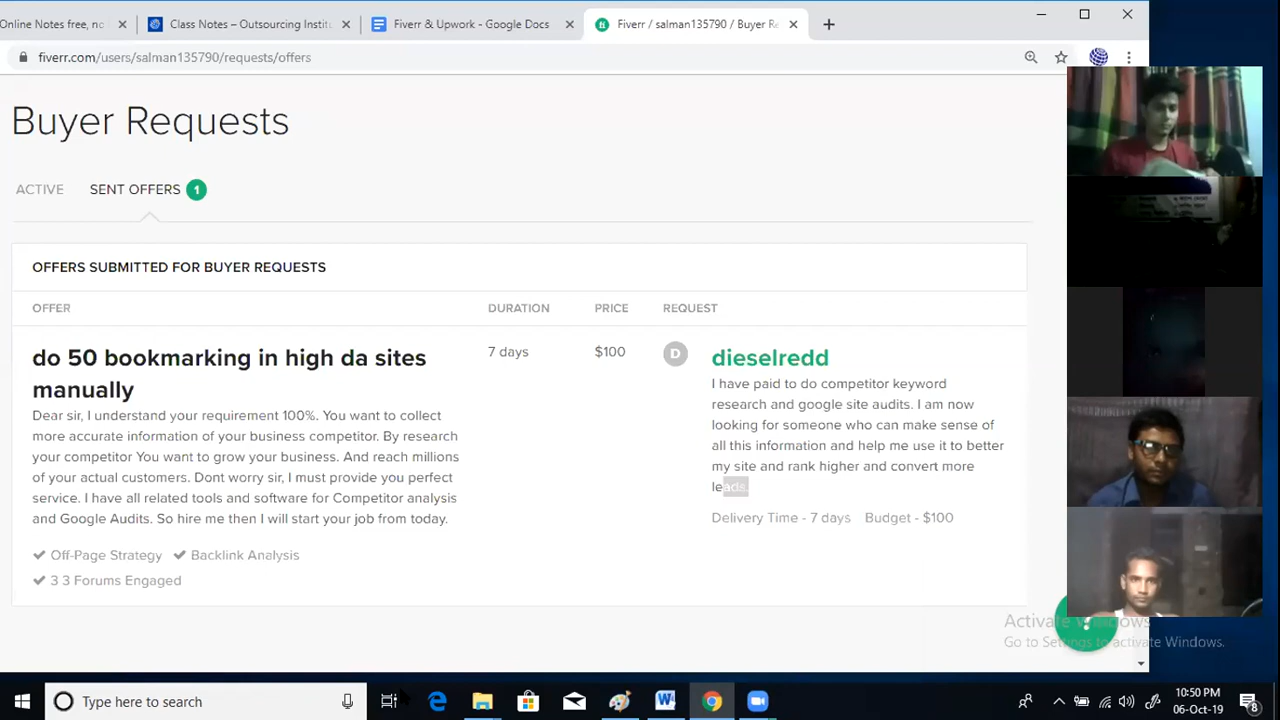 Online Notes free, no
Class Notes – Outsourcing Instit
Fiverr & Upwork - Google Docs
Fiverr / salman135790 / Buyer Re
fiverr.com/users/salman135790/requests/offers
Buyer Requests
ACTIVE
SENT OFFERS 1
OFFERS SUBMITTED FOR BUYER REQUESTS
OFFER
DURATION
PRICE
REQUEST
do 50 bookmarking in high da sites
manually
Dear sir, I understand your requirement 100%. You want to collect
more accurate information of your business competitor. By research
your competitor You want to grow your business. And reach millions
of your actual customers. Dont worry sir, I must provide you perfect
service. I have all related tools and software for Competitor analysis
and Google Audits. So hire me then I will start your job from today.
Off-Page Strategy
Backlink Analysis
3 3 Forums Engaged
7 days
$100
D
dieselredd
I have paid to do competitor keyword
research and google site audits. I am now
looking for someone who can make sense of
all this information and help me use it to better
my site and rank higher and convert more
leads.
Delivery Time - 7 days
Budget - $100
Activate Windows
Go to Settings to activate Windows.
Type here to search
10:50 PM
06-Oct-19
8